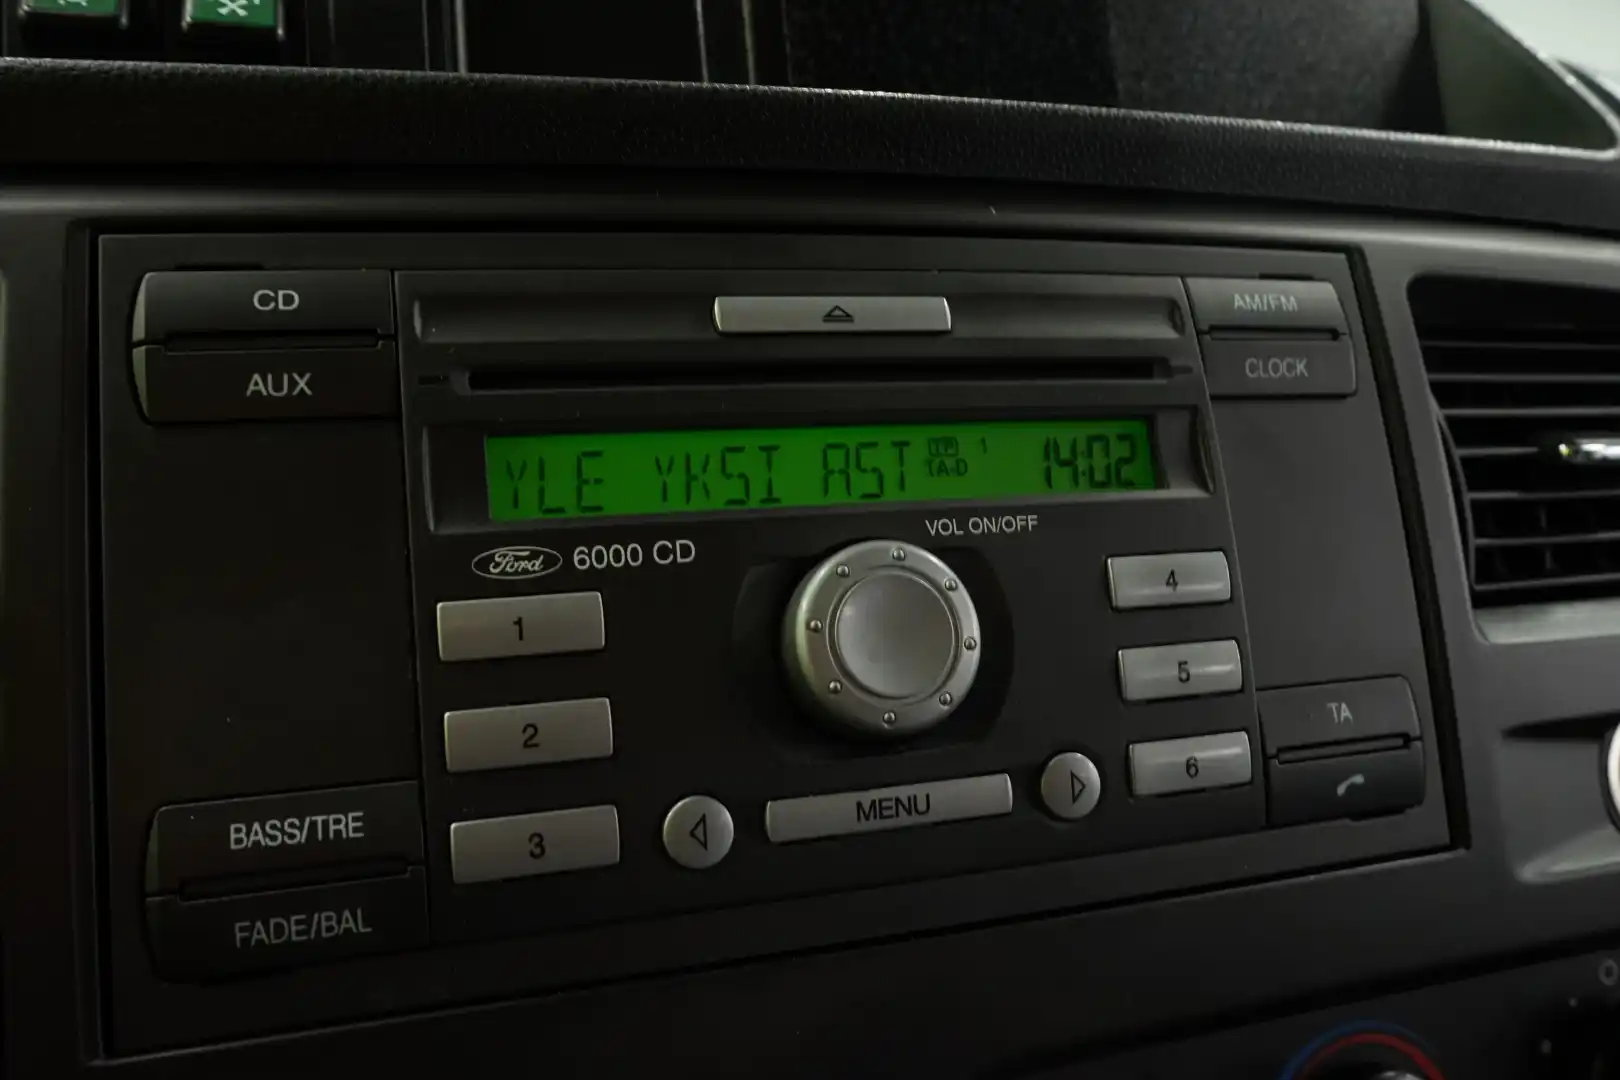 CD
AUX
AM/FM
CLOCK
YLE YKSI AST TP TA-D 1 14:02
VOL ON/OFF
Ford 6000 CD
1
2
3
4
5
6
MENU
TA
BASS/TRE
FADE/BAL